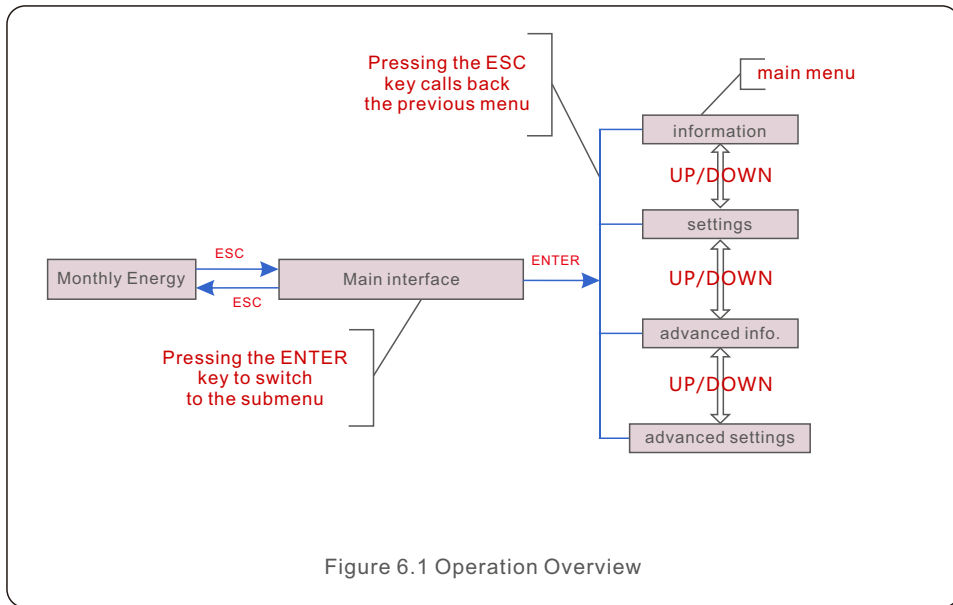 Pressing the ESC
key calls back
the previous menu
main menu
information
UP/DOWN
settings
ESC
ENTER
Monthly Energy
Main interface
UP/DOWN
ESC
advanced info.
Pressing the ENTER
key to switch
to the submenu
UP/DOWN
advanced settings
Figure 6.1 Operation Overview